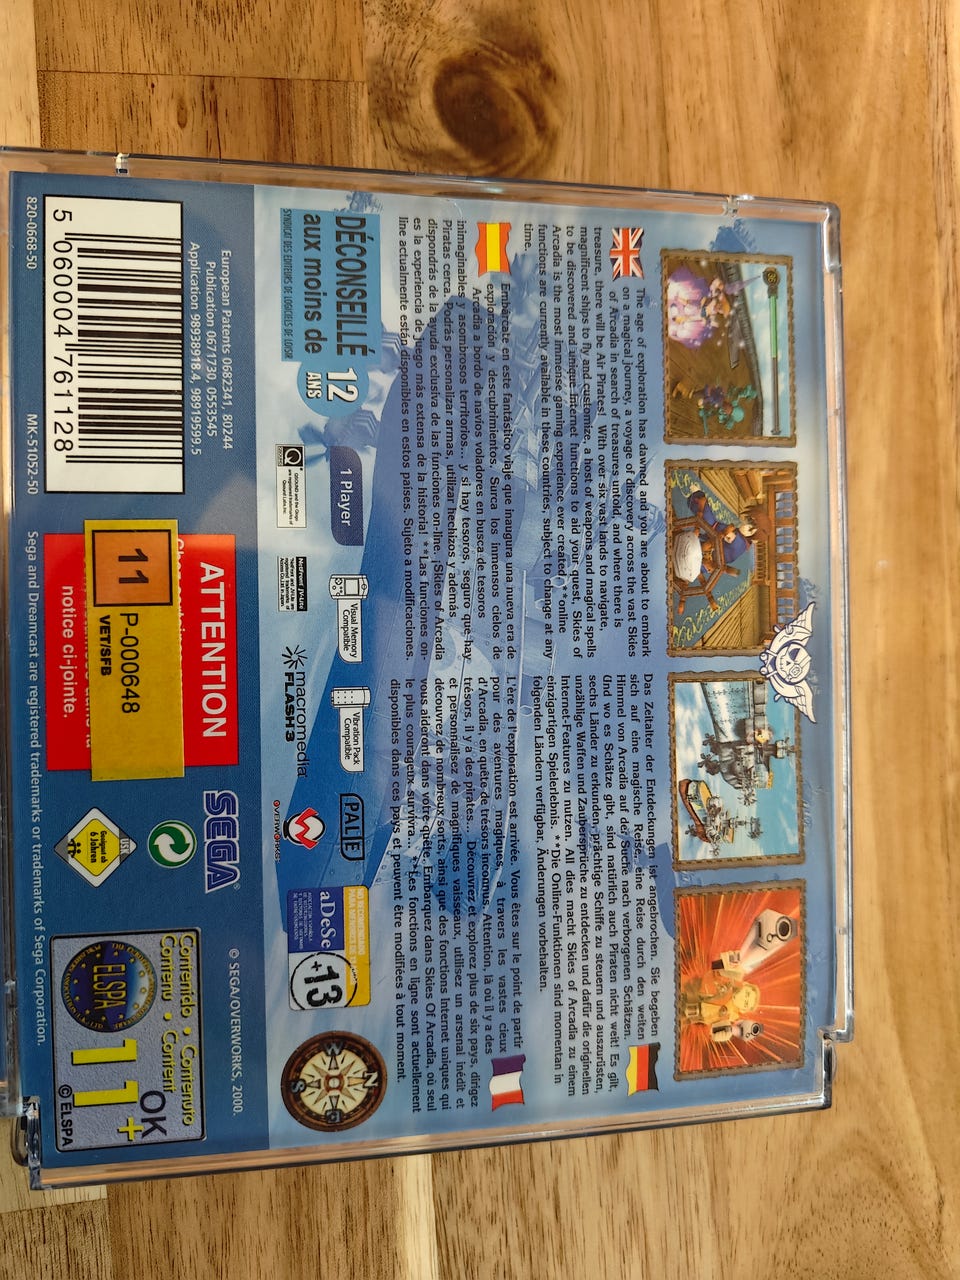 The age of exploration has dawned and you are about to embark
on a magical journey, a voyage of discovery across the vast Skies
of Arcadia in search of treasures untold, and where there is
treasure, there will be Air Pirates! With over six vast lands to navigate,
magnificent ships to fly and customize, a host of weapons and magical spells
to be discovered and unique Internet functions to aid your quest. Skies of
Arcadia is the most immense gaming experience ever created. **online
functions are currently available in these countries, subject to change at any
time.
Embárcate en este fantástico viaje que inaugura una nueva era de
exploración y descubrimientos. Surca los inmensos cielos de
Arcadia a bordo de navíos voladores en busca de tesoros
inimaginables y asombrosos territorios... y si hay tesoros, seguro que hay
Piratas cerca. Podrás personalizar armas, utilizar hechizos y además
dispondrás de la ayuda exclusiva de las funciones on-line. ¡Skies of Arcadia
es la experiencia de juego más extensa de la historia! **Las funciones on-
line actualmente están disponibles en estos países. Sujeto a modificaciones.
Das Zeitalter der Entdeckungen ist angebrochen. Sie begeben
sich auf eine magische Reise, eine Reise durch den weiten
Himmel von Arcadia auf der Suche nach verborgenen Schätzen.
Und wo es Schätze gibt, sind natürlich auch Piraten nicht weit! Es gilt,
sechs Länder zu erkunden, prächtige Schiffe zu steuern und auszurüsten,
unzählige Waffen und Zaubersprüche zu entdecken und dafür die originellen
Internet-Features zu nutzen. All dies macht Skies of Arcadia zu einem
einzigartigen Spielerlebnis. **Die Online-Funktionen sind momentan in
folgenden Ländern verfügbar, Änderungen vorbehalten.
L'ère de l'exploration est arrivée. Vous êtes sur le point de partir
pour des aventures magiques, à travers les vastes cieux
d'Arcadia, en quête de trésors inconnus. Attention, là où il y a des
trésors, il y a des pirates... Découvrez et explorez plus de six pays, dirigez
et personnalisez de magnifiques vaisseaux, utilisez un arsenal inédit et
découvrez de nombreux sorts, ainsi que des fonctions Internet uniques qui
vous aideront dans votre quête. Embarquez dans Skies Of Arcadia, où seul
le plus courageux survivra... **Les fonctions en ligne sont actuellement
disponibles dans ces pays et peuvent être modifiées à tout moment.
DÉCONSEILLÉ
aux moins de
12
ANS
SYNDICAT DES EDITEURS DE LOGICIELS DE LOISIR
1 Player
Visual Memory
Compatible
Vibration Pack
Compatible
PAL/E
macromedia
FLASH 3
OVERWORKS
NO RECOMENDADO
aDeSe
+13
N
S
European Patents 0682341, 80244
Publication 0671730, 0553545
Application 98938918.4, 98919599.5
5 060004 761128
820-0668-50
MK-51052-50
ATTENTION
notice ci-jointe.
11
P-000648
VET/SFB
SEGA®
Geeignet ab
6 Jahren
USK
© SEGA/OVERWORKS, 2000.
Contenido • Contenuto
Contenu • Content
ELSPA
OK
11+
© ELSPA
Sega and Dreamcast are registered trademarks or trademarks of Sega Corporation.